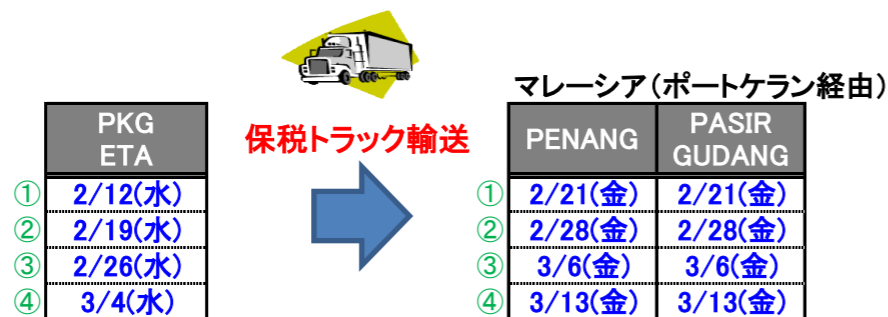 マレーシア(ポートケラン経由)
PKG
ETA
保税トラック輸送
PENANG
PASIR
GUDANG
① 2/12(水)
① 2/21(金) 2/21(金)
② 2/19(水)
② 2/28(金) 2/28(金)
③ 2/26(水)
③ 3/6(金) 3/6(金)
④ 3/4(水)
④ 3/13(金) 3/13(金)